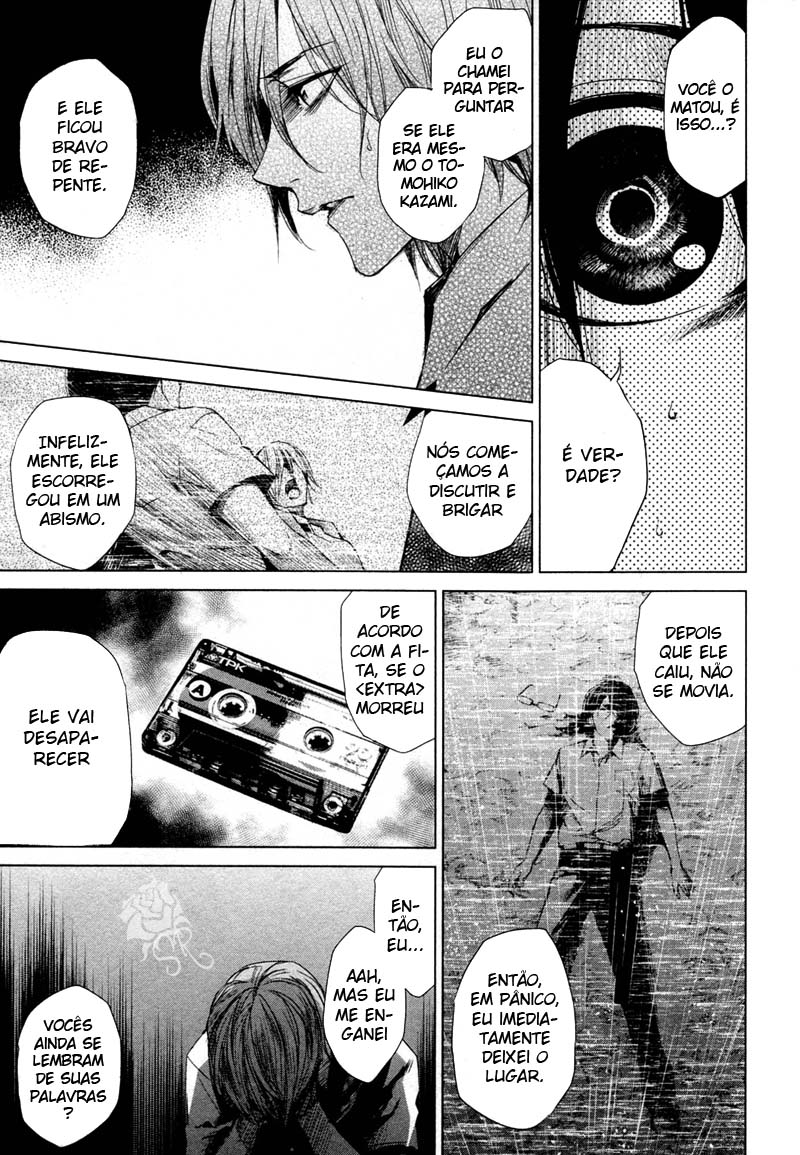 VOCÊ O
MATOU, É
ISSO...?
É VER-
DADE?
EU O
CHAMEI
PARA PER-
GUNTAR
SE ELE
ERA MES-
MO O TO-
MOHIKO
KAZAMI.
E ELE
FICOU
BRAVO
DE RE-
PENTE.
NÓS COME-
ÇAMOS A
DISCUTIR E
BRIGAR
INFELIZ-
MENTE, ELE
ESCORRE-
GOU EM UM
ABISMO.
DEPOIS
QUE ELE
CAIU, NÃO
SE MOVIA.
ENTÃO,
EM PÂNICO,
EU IMEDIA-
TAMENTE
DEIXEI O
LUGAR.
DE
ACORDO
COM A FI-
TA, SE O
<EXTRA>
MORREU
TPK
A
ELE VAI
DESAPA-
RECER
EN-
TÃO,
EU...
AAH,
MAS EU
ME EN-
GANEI
VOCÊS
AINDA SE
LEMBRAM
DE SUAS
PALAVRAS
?
SR